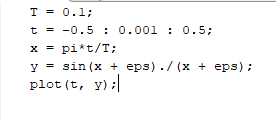 T = 0.1;
t = -0.5 : 0.001 : 0.5;
x = pi*t/T;
y = sin(x + eps)./(x + eps);
plot(t, y);